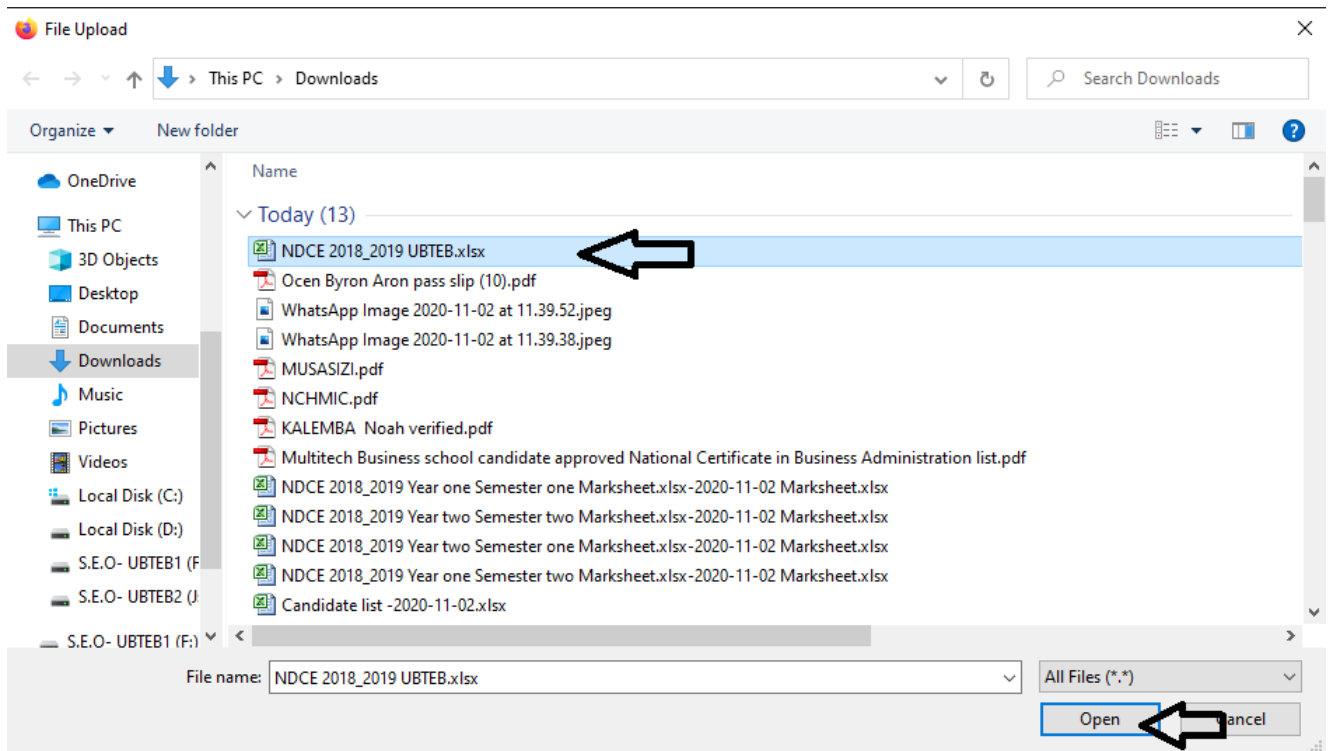 File Upload
This PC > Downloads
Search Downloads
Organize
New folder
OneDrive
This PC
3D Objects
Desktop
Documents
Downloads
Music
Pictures
Videos
Local Disk (C:)
Local Disk (D:)
S.E.O- UBTEB1 (F
S.E.O- UBTEB2 (J:
S.E.O- UBTEB1 (F:)
Name
Today (13)
NDCE 2018_2019 UBTEB.xlsx
Ocen Byron Aron pass slip (10).pdf
WhatsApp Image 2020-11-02 at 11.39.52.jpeg
WhatsApp Image 2020-11-02 at 11.39.38.jpeg
MUSASIZI.pdf
NCHMIC.pdf
KALEMBA  Noah verified.pdf
Multitech Business school candidate approved National Certificate in Business Administration list.pdf
NDCE 2018_2019 Year one Semester one Marksheet.xlsx-2020-11-02 Marksheet.xlsx
NDCE 2018_2019 Year two Semester two Marksheet.xlsx-2020-11-02 Marksheet.xlsx
NDCE 2018_2019 Year two Semester one Marksheet.xlsx-2020-11-02 Marksheet.xlsx
NDCE 2018_2019 Year one Semester two Marksheet.xlsx-2020-11-02 Marksheet.xlsx
Candidate list -2020-11-02.xlsx
File name: NDCE 2018_2019 UBTEB.xlsx
All Files (*.*)
Open
Cancel